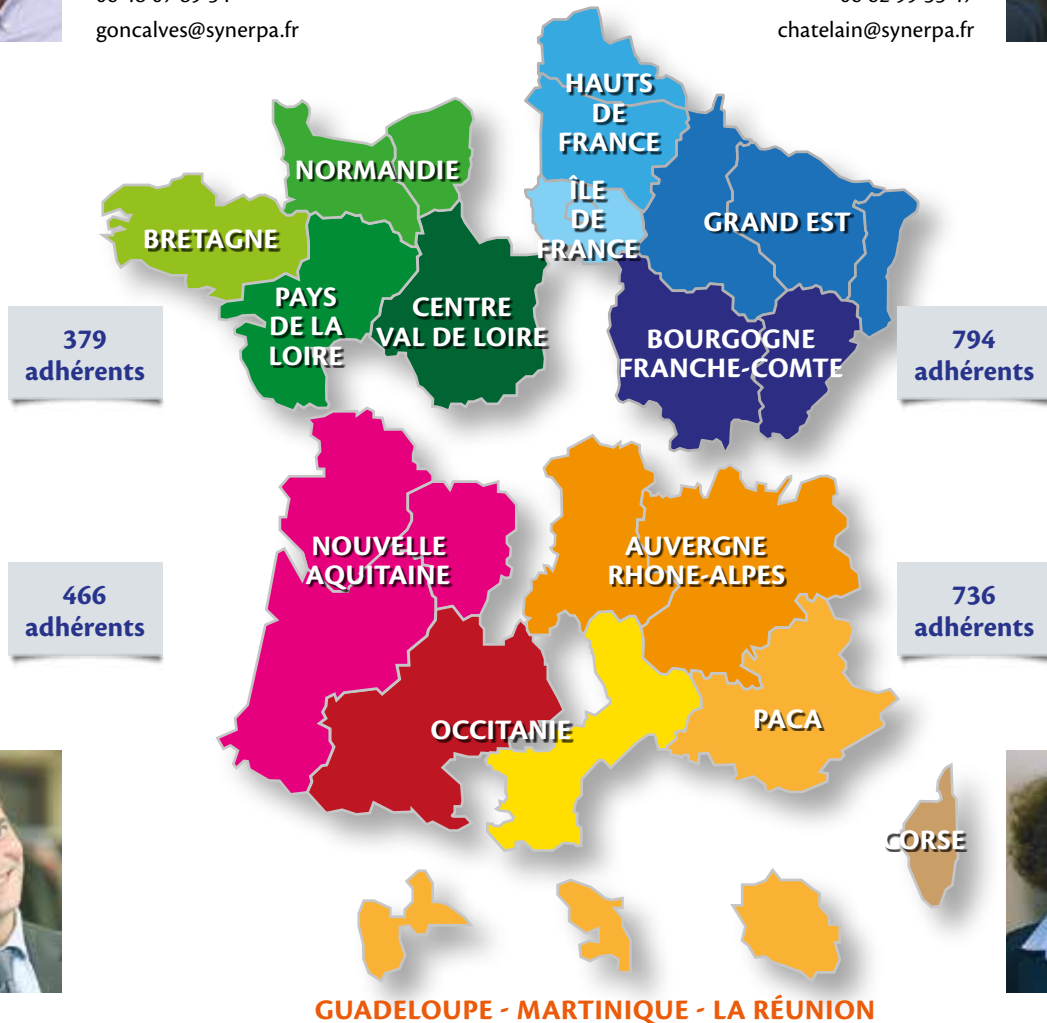 goncalves@synerpa.fr
chatelain@synerpa.fr
HAUTS
DE
FRANCE
NORMANDIE
ÎLE
DE
FRANCE
GRAND EST
BRETAGNE
PAYS
DE LA
LOIRE
CENTRE
VAL DE LOIRE
BOURGOGNE
FRANCHE-COMTE
379
adhérents
794
adhérents
NOUVELLE
AQUITAINE
AUVERGNE
RHONE-ALPES
466
adhérents
736
adhérents
OCCITANIE
PACA
CORSE
GUADELOUPE - MARTINIQUE - LA RÉUNION